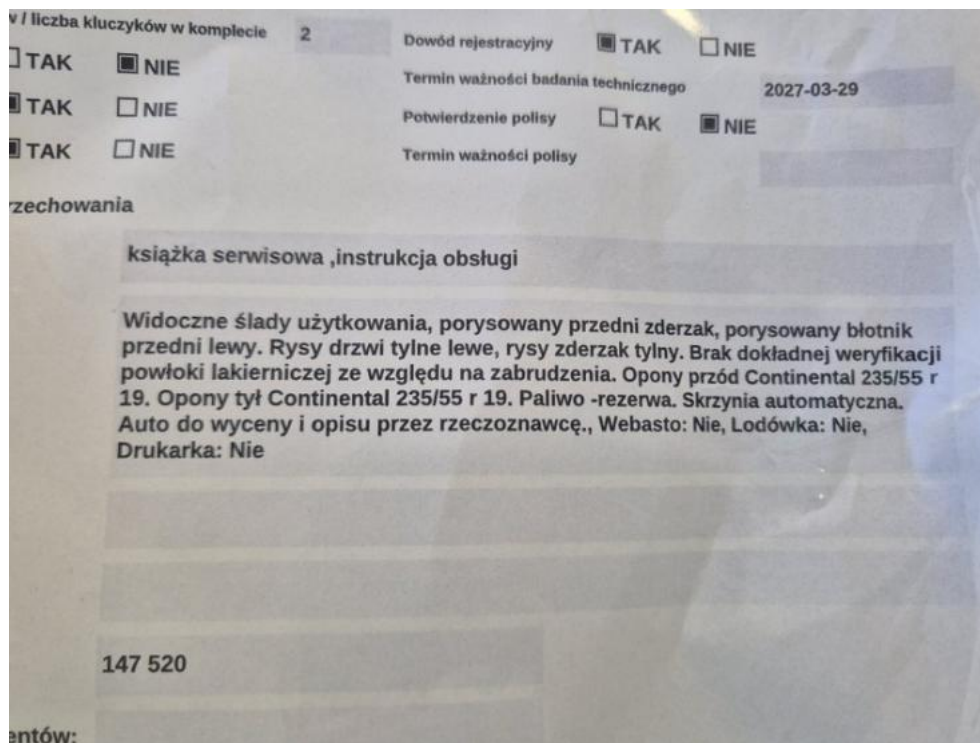 w / liczba kluczyków w komplecie 2
Dowód rejestracyjny TAK NIE
TAK NIE
Termin ważności badania technicznego 2027-03-29
TAK NIE
Potwierdzenie polisy TAK NIE
TAK NIE
Termin ważności polisy
rzechowania
książka serwisowa ,instrukcja obsługi
Widoczne ślady użytkowania, porysowany przedni zderzak, porysowany błotnik
przedni lewy. Rysy drzwi tylne lewe, rysy zderzak tylny. Brak dokładnej weryfikacji
powłoki lakierniczej ze względu na zabrudzenia. Opony przód Continental 235/55 r
19. Opony tył Continental 235/55 r 19. Paliwo -rezerwa. Skrzynia automatyczna.
Auto do wyceny i opisu przez rzeczoznawcę., Webasto: Nie, Lodówka: Nie,
Drukarka: Nie
147 520
entów: